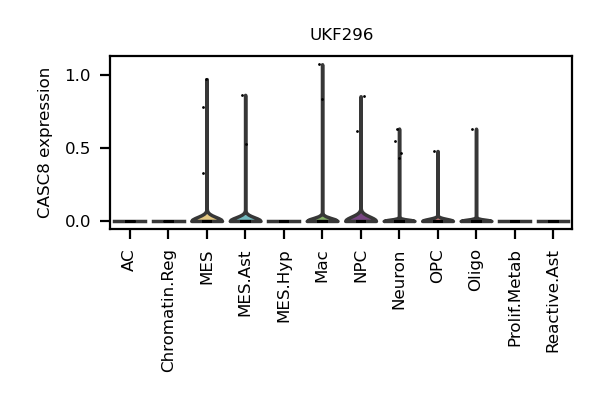 UKF296
CASC8 expression
1.0
0.5
0.0
AC
Chromatin.Reg
MES
MES.Ast
MES.Hyp
Mac
NPC
Neuron
OPC
Oligo
Prolif.Metab
Reactive.Ast